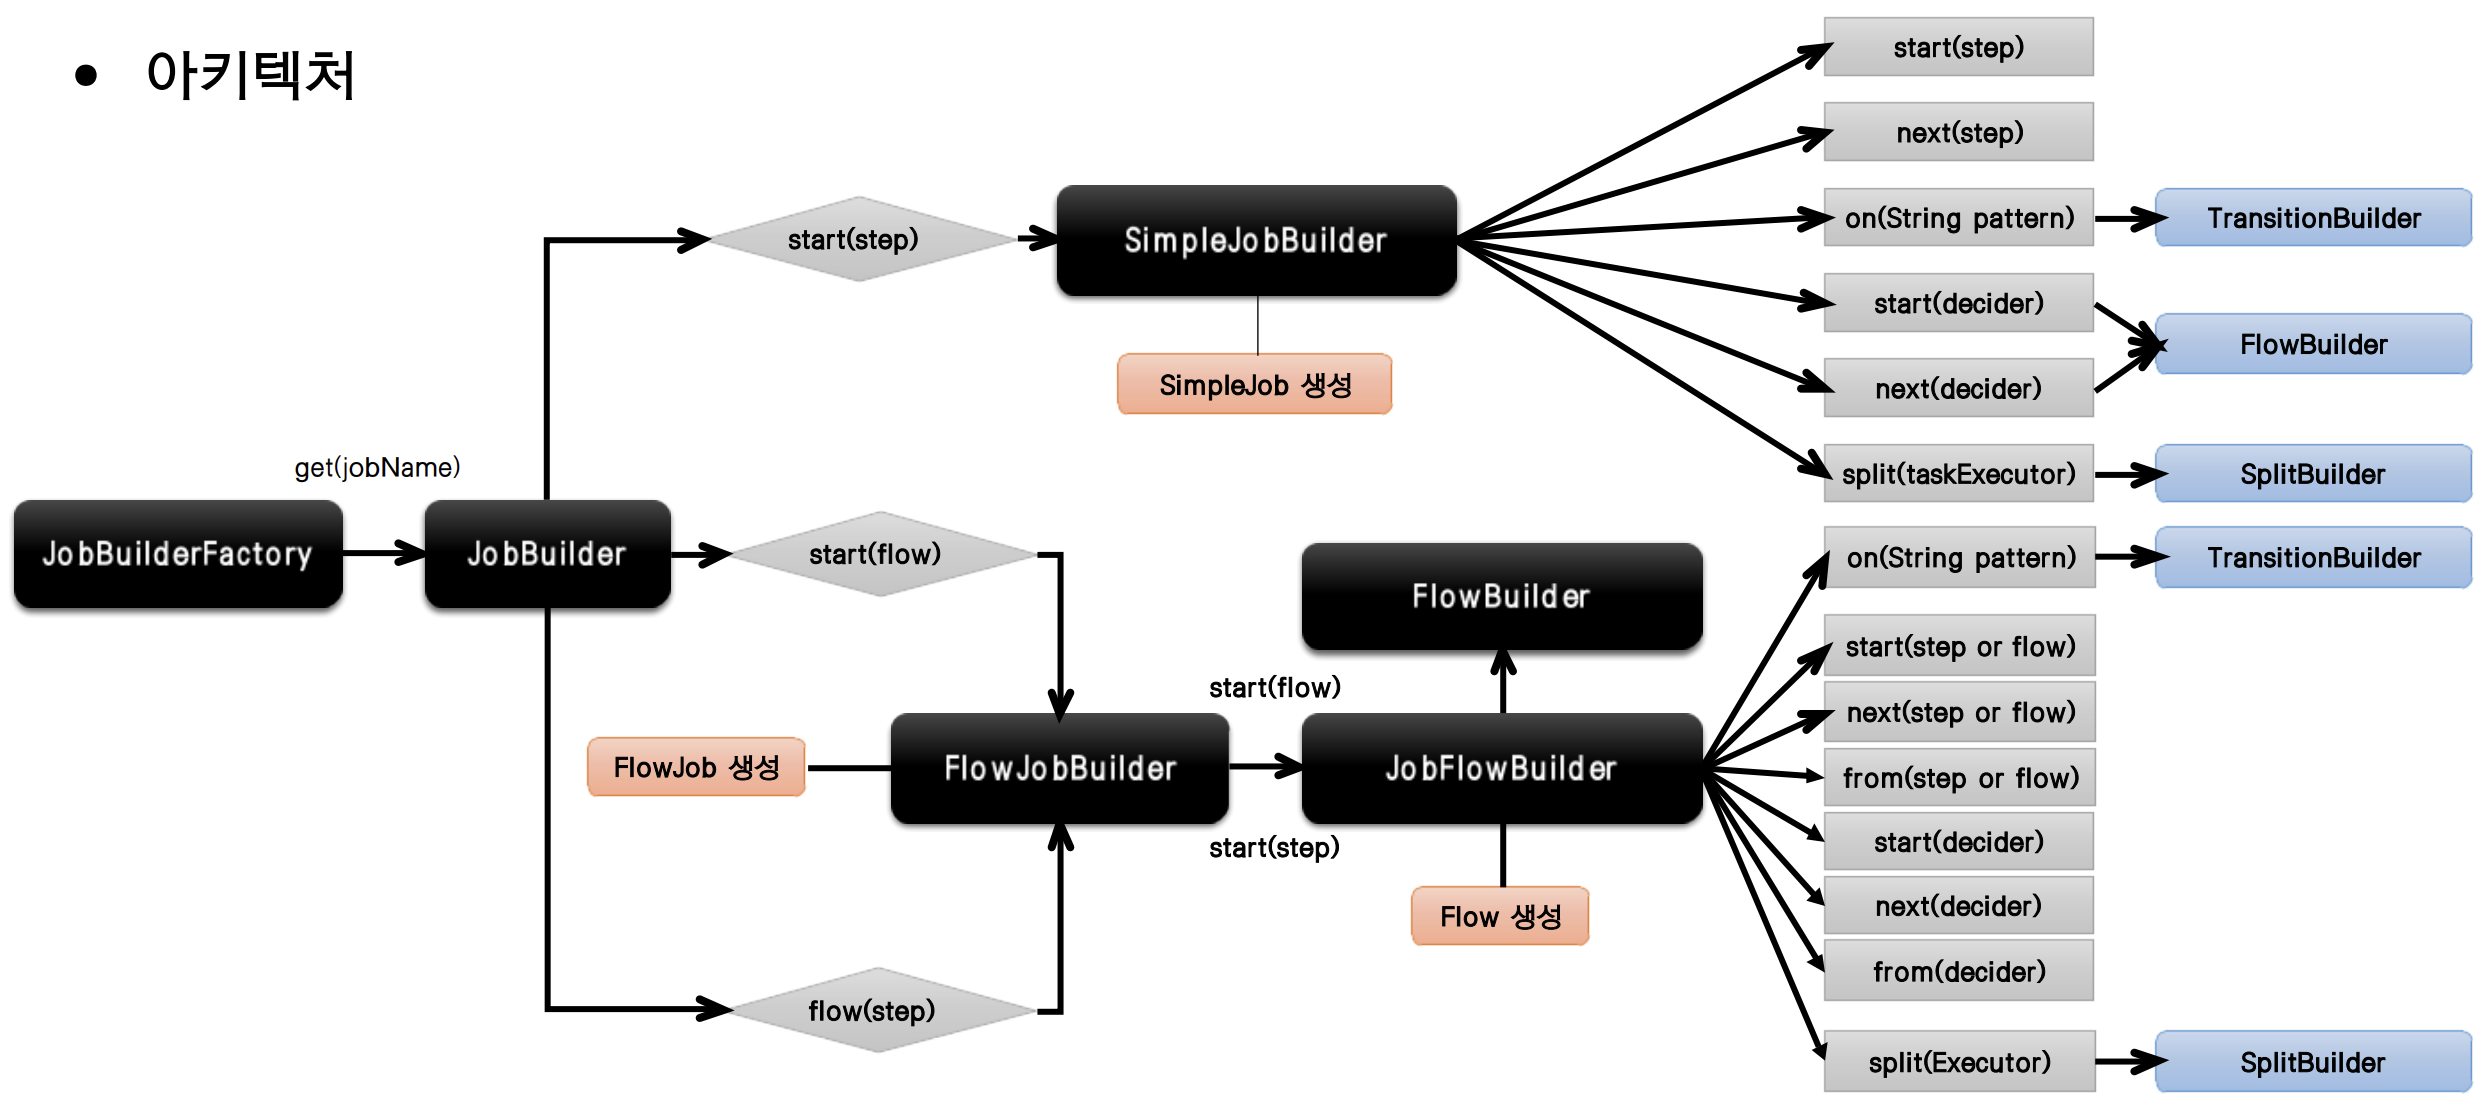 • 아키텍처
start(step)
next(step)
on(String pattern)
TransitionBuilder
start(step)
SimpleJobBuilder
start(decider)
FlowBuilder
next(decider)
SimpleJob 생성
split(taskExecutor)
SplitBuilder
get(jobName)
JobBuilderFactory
JobBuilder
start(flow)
FlowBuilder
on(String pattern)
TransitionBuilder
start(step or flow)
start(flow)
next(step or flow)
FlowJob 생성
FlowJobBuilder
JobFlowBuilder
from(step or flow)
start(step)
start(decider)
Flow 생성
next(decider)
from(decider)
flow(step)
split(Executor)
SplitBuilder